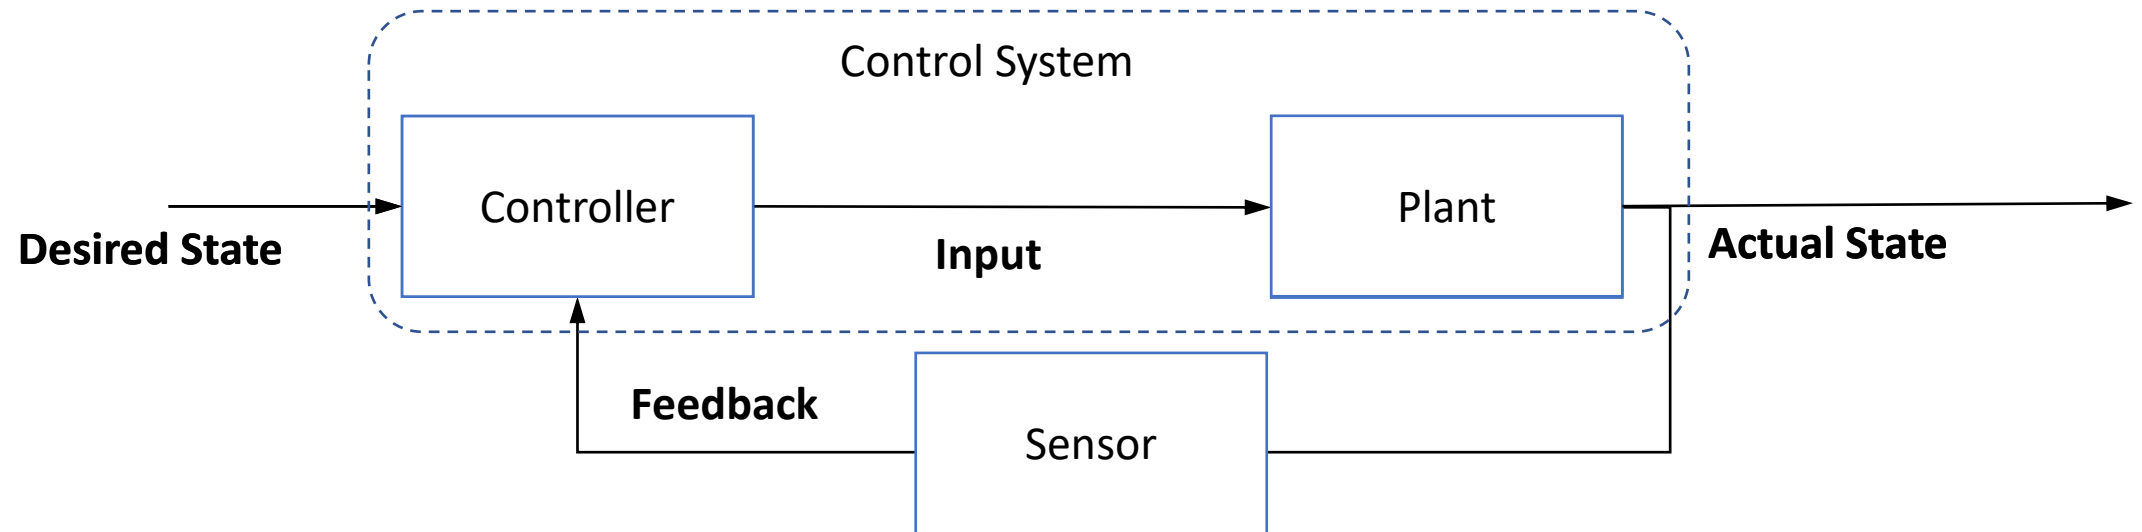 Control System
Controller
Plant
Desired State
Input
Actual State
Feedback
Sensor